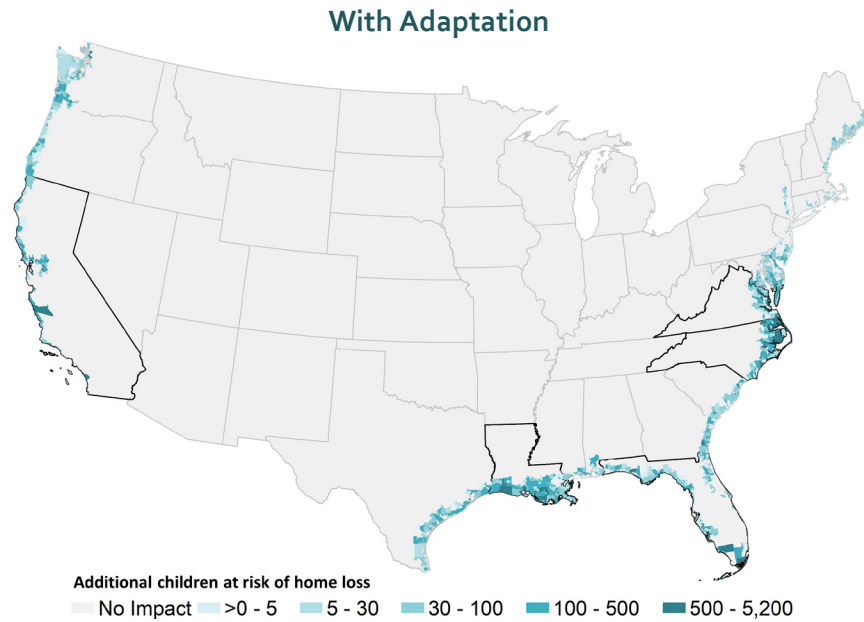 With Adaptation
Additional children at risk of home loss
No Impact >0 - 5 5 - 30 30 - 100 100 - 500 500 - 5,200